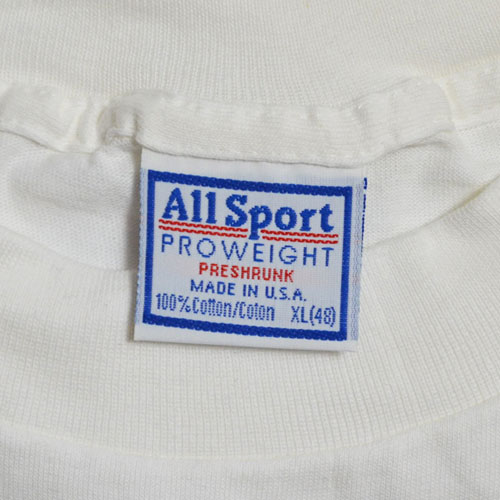 All Sport
PROWEIGHT
PRESHRUNK
MADE IN U.S.A.
100% Cotton/Coton XL(48)